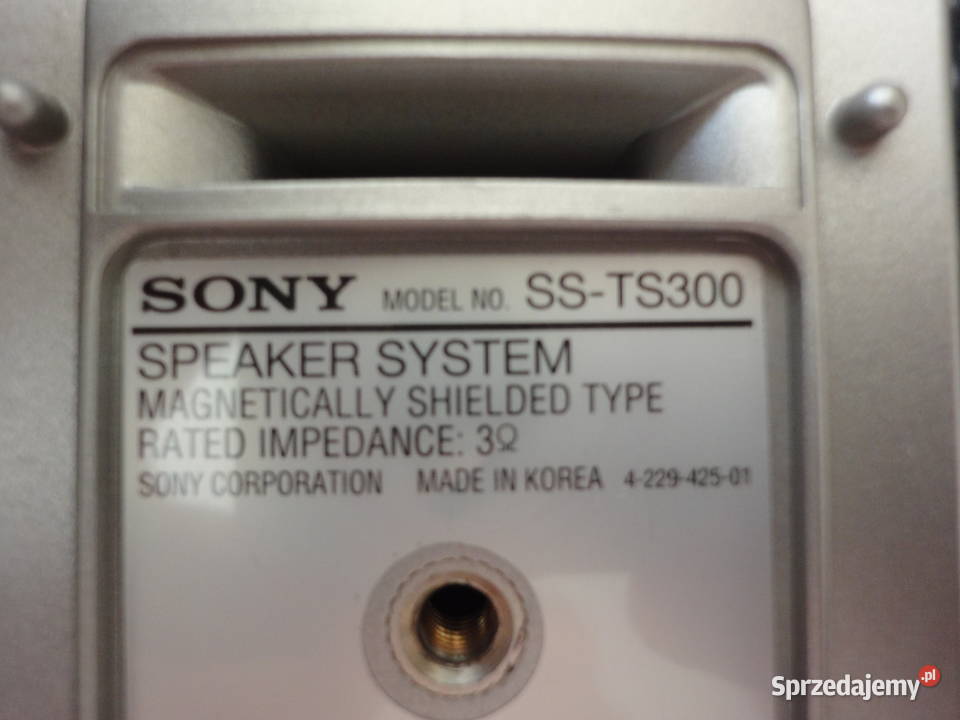 SONY MODEL NO. SS-TS300
SPEAKER SYSTEM
MAGNETICALLY SHIELDED TYPE
RATED IMPEDANCE: 3Ω
SONY CORPORATION MADE IN KOREA 4-229-425-01
Sprzedajemy.pl